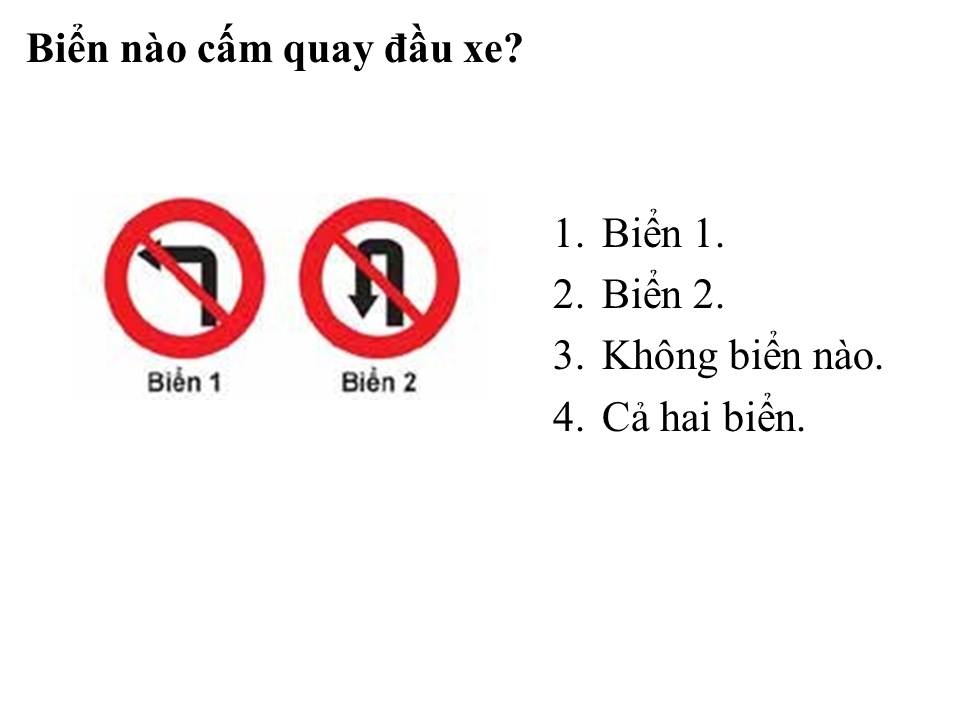 Biển nào cấm quay đầu xe?
Biển 1
Biển 2
1. Biển 1.
2. Biển 2.
3. Không biển nào.
4. Cả hai biển.